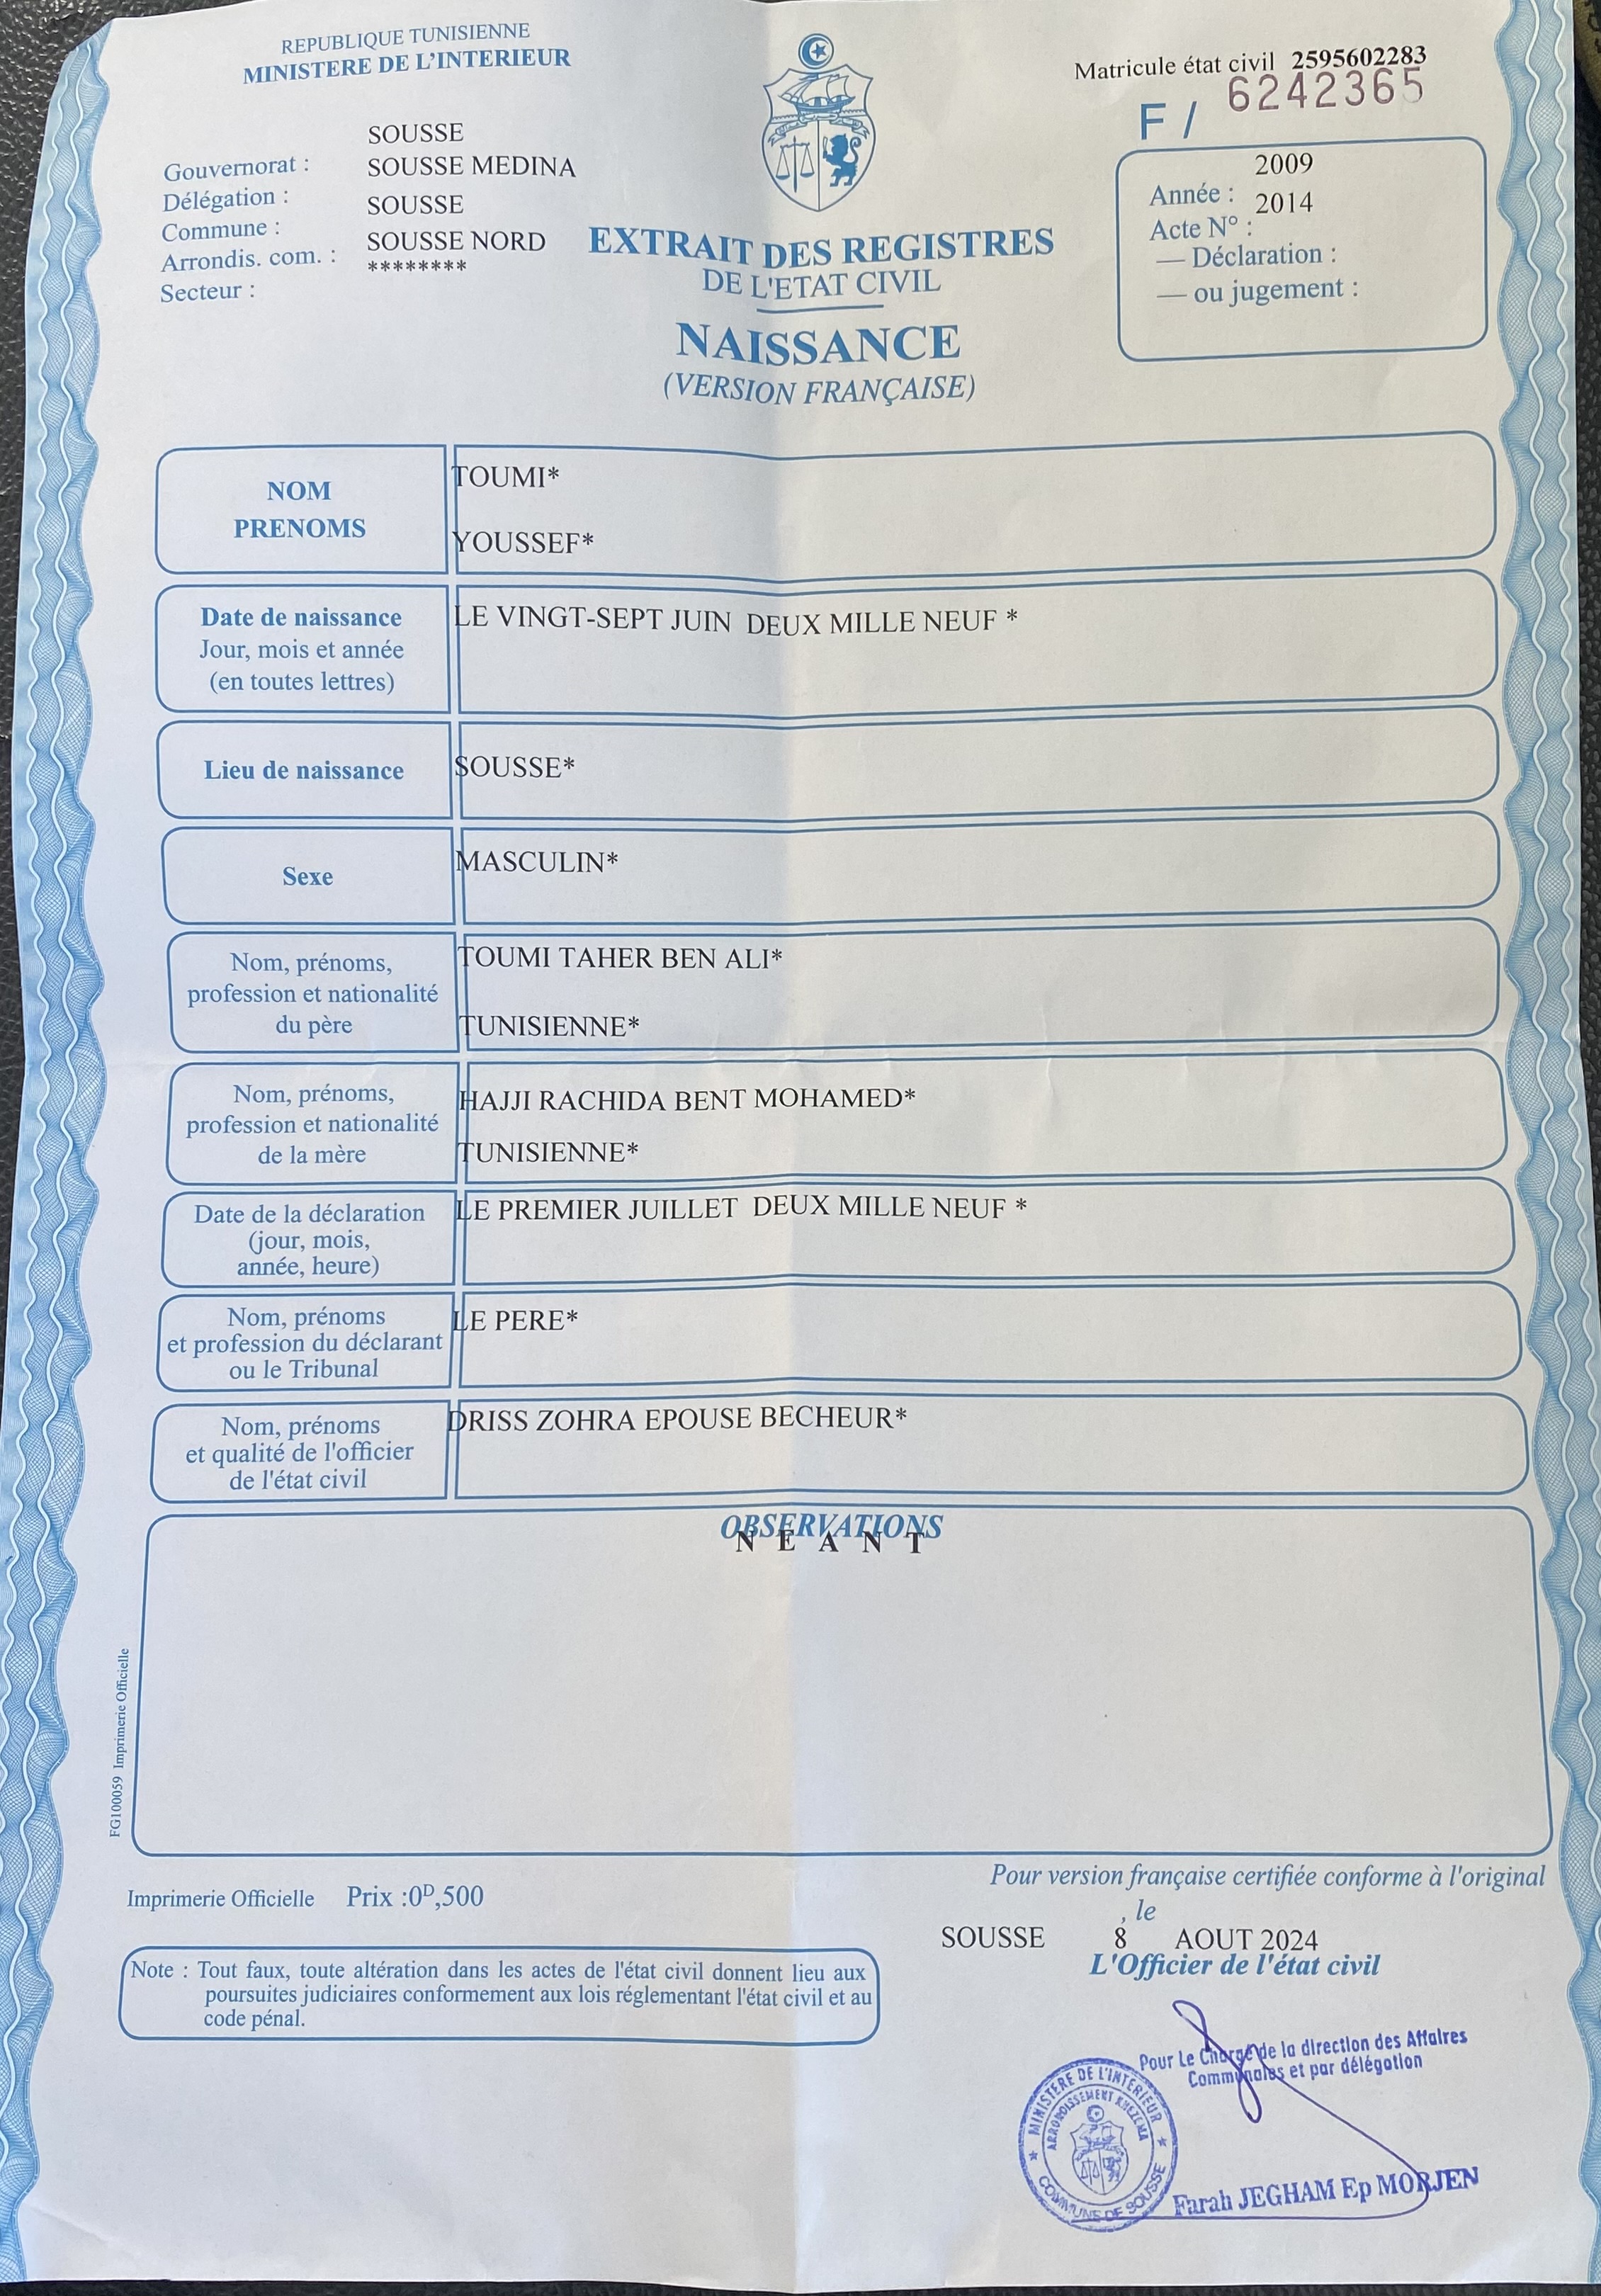 REPUBLIQUE TUNISIENNE
MINISTERE DE L'INTERIEUR
Matricule état civil 2595602283
F / 6242365
SOUSSE
Gouvernorat : SOUSSE MEDINA
Délégation : SOUSSE
Commune : SOUSSE NORD
Arrondis. com. : ********
Secteur :
2009
Année : 2014
Acte N° :
— Déclaration :
— ou jugement :
EXTRAIT DES REGISTRES
DE L'ETAT CIVIL
NAISSANCE
(VERSION FRANÇAISE)
NOM
PRENOMS
TOUMI*
YOUSSEF*
Date de naissance
Jour, mois et année
(en toutes lettres)
LE VINGT-SEPT JUIN DEUX MILLE NEUF *
Lieu de naissance
SOUSSE*
Sexe
MASCULIN*
Nom, prénoms,
profession et nationalité
du père
TOUMI TAHER BEN ALI*
TUNISIENNE*
Nom, prénoms,
profession et nationalité
de la mère
HAJJI RACHIDA BENT MOHAMED*
TUNISIENNE*
Date de la déclaration
(jour, mois,
année, heure)
LE PREMIER JUILLET DEUX MILLE NEUF *
Nom, prénoms
et profession du déclarant
ou le Tribunal
LE PERE*
Nom, prénoms
et qualité de l'officier
de l'état civil
DRISS ZOHRA EPOUSE BECHEUR*
OBSERVATIONS
N E A N T
FG100059 Imprimerie Officielle
Imprimerie Officielle Prix :0ᴰ,500
Pour version française certifiée conforme à l'original
, le
SOUSSE 8 AOUT 2024
L'Officier de l'état civil
Note : Tout faux, toute altération dans les actes de l'état civil donnent lieu aux
poursuites judiciaires conformement aux lois réglementant l'état civil et au
code pénal.
Pour Le Chargé de la direction des Affaires
Communales et par délégation
MINISTÈRE DE L'INTÉRIEUR
ARRONDISSEMENT KHEZEMA
COMMUNE DE SOUSSE
Farah JEGHAM Ep MORJEN